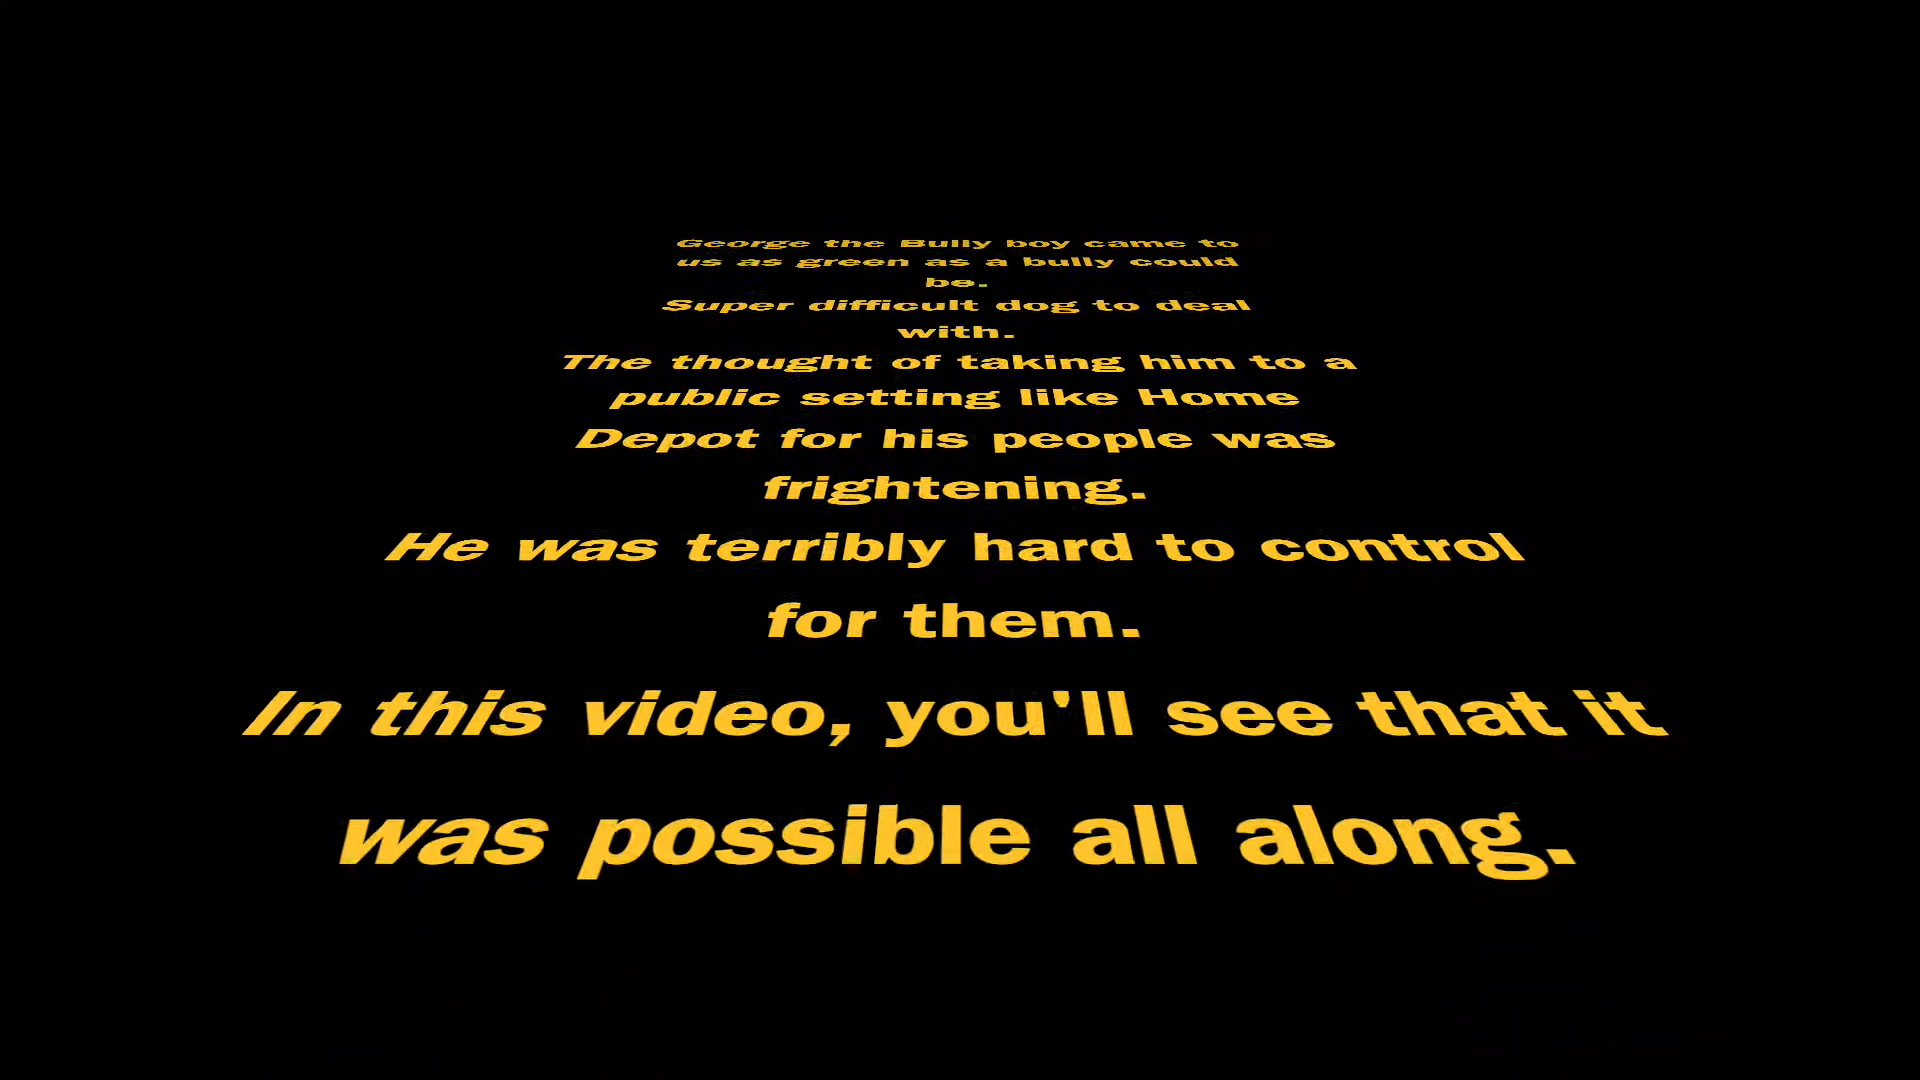 George the Bully boy came to
us as green as a bully could
be.
Super difficult dog to deal
with.
The thought of taking him to a
public setting like Home
Depot for his people was
frightening.
He was terribly hard to control
for them.
In this video, you'll see that it
was possible all along.